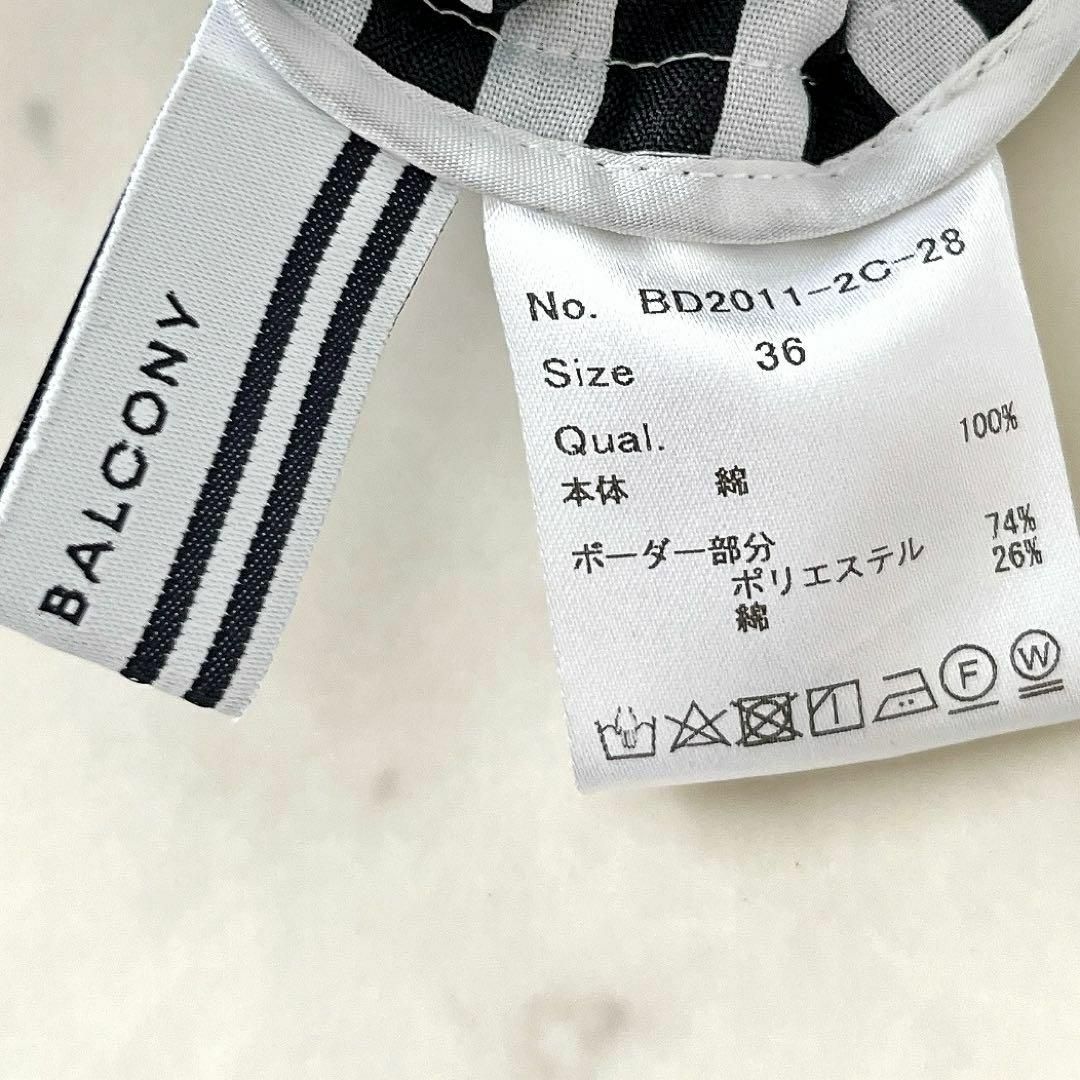 BALCONY
No. BD2011-2C-28
Size 36
Qual.
本体 綿 100%
ボーダー部分
ポリエステル 74%
綿 26%
F W